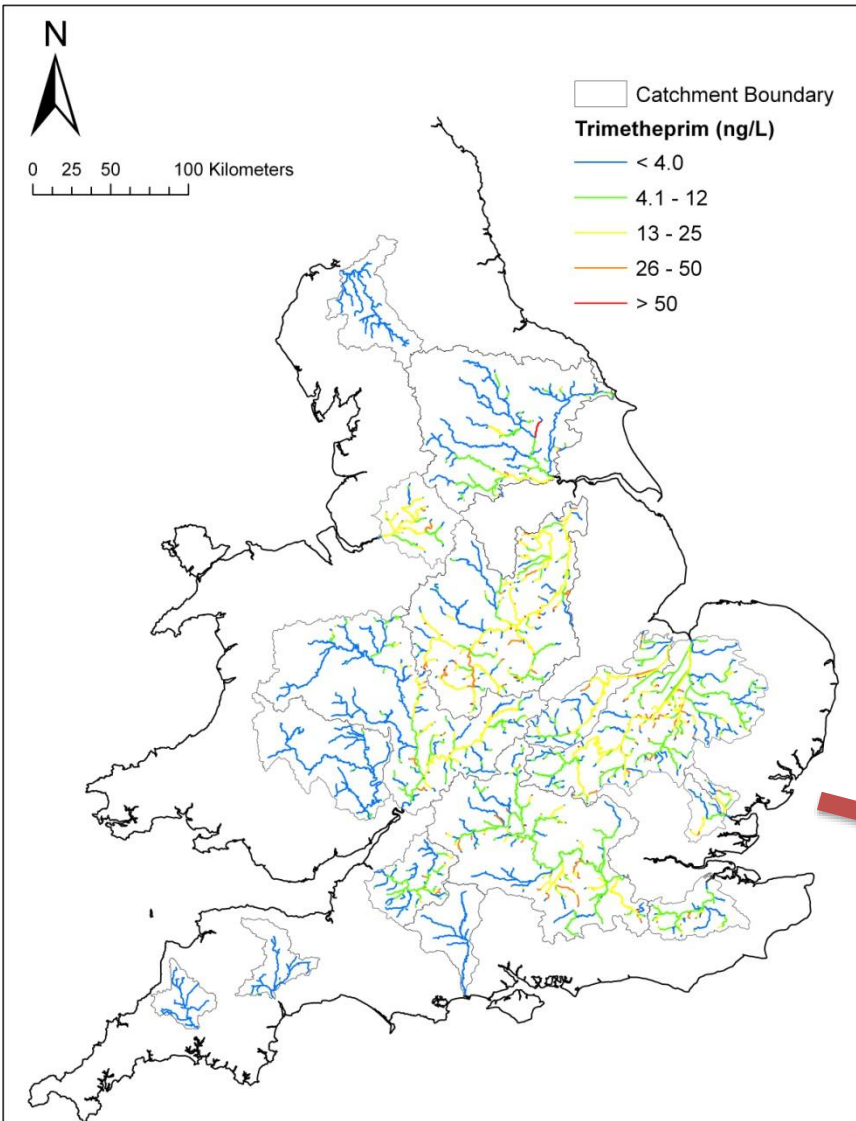 N
0 25 50 100 Kilometers
Catchment Boundary
Trimetheprim (ng/L)
< 4.0
4.1 - 12
13 - 25
26 - 50
> 50